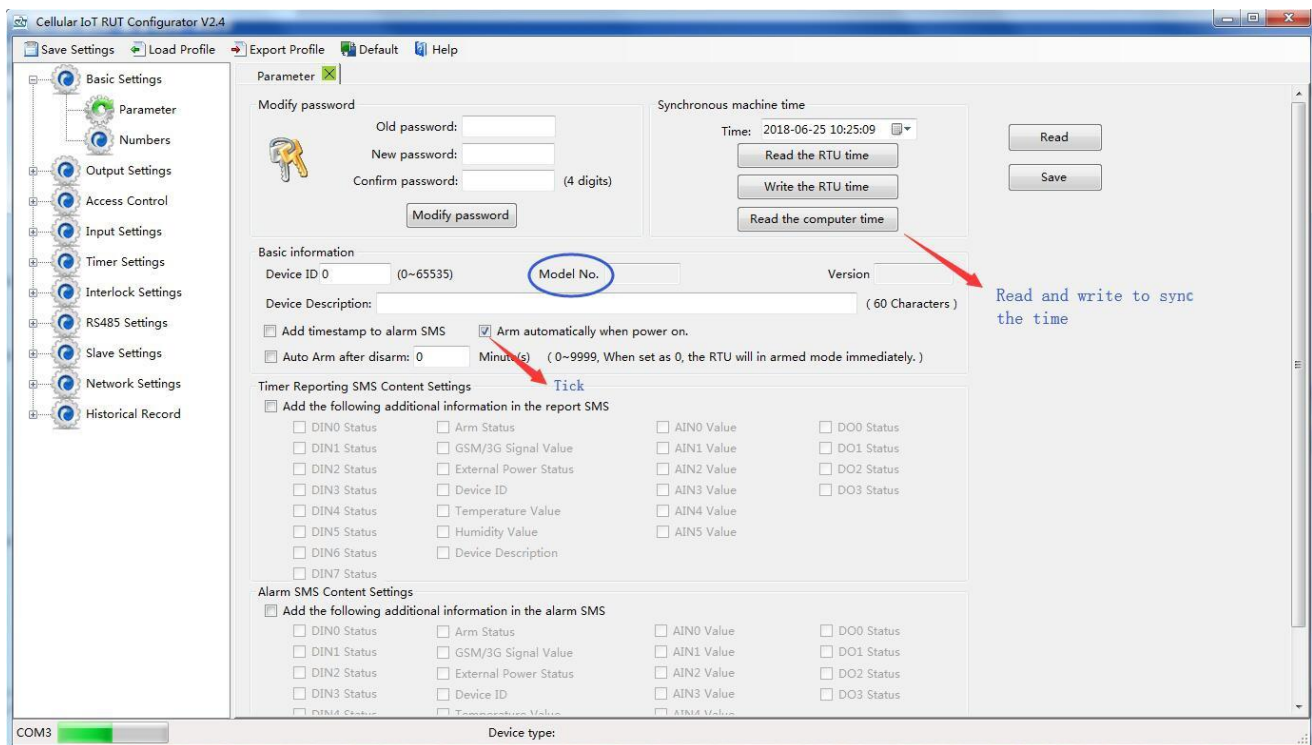 Cellular IoT RUT Configurator V2.4
Save Settings Load Profile Export Profile Default Help
Basic Settings
Parameter
Numbers
Output Settings
Access Control
Input Settings
Timer Settings
Interlock Settings
RS485 Settings
Slave Settings
Network Settings
Historical Record
Parameter
Modify password
Old password:
New password:
Confirm password: (4 digits)
Modify password
Synchronous machine time
Time: 2018-06-25 10:25:09
Read the RTU time
Write the RTU time
Read the computer time
Read
Save
Read and write to sync
the time
Basic information
Device ID 0 (0~65535) Model No. Version
Device Description: ( 60 Characters )
Add timestamp to alarm SMS Arm automatically when power on.
Auto Arm after disarm: 0 Minute(s) ( 0~9999, When set as 0, the RTU will in armed mode immediately. )
Tick
Timer Reporting SMS Content Settings
Add the following additional information in the report SMS
DIN0 Status Arm Status AIN0 Value DO0 Status
DIN1 Status GSM/3G Signal Value AIN1 Value DO1 Status
DIN2 Status External Power Status AIN2 Value DO2 Status
DIN3 Status Device ID AIN3 Value DO3 Status
DIN4 Status Temperature Value AIN4 Value
DIN5 Status Humidity Value AIN5 Value
DIN6 Status Device Description
DIN7 Status
Alarm SMS Content Settings
Add the following additional information in the alarm SMS
DIN0 Status Arm Status AIN0 Value DO0 Status
DIN1 Status GSM/3G Signal Value AIN1 Value DO1 Status
DIN2 Status External Power Status AIN2 Value DO2 Status
DIN3 Status Device ID AIN3 Value DO3 Status
DIN4 Status Temperature Value AIN4 Value
COM3 Device type: